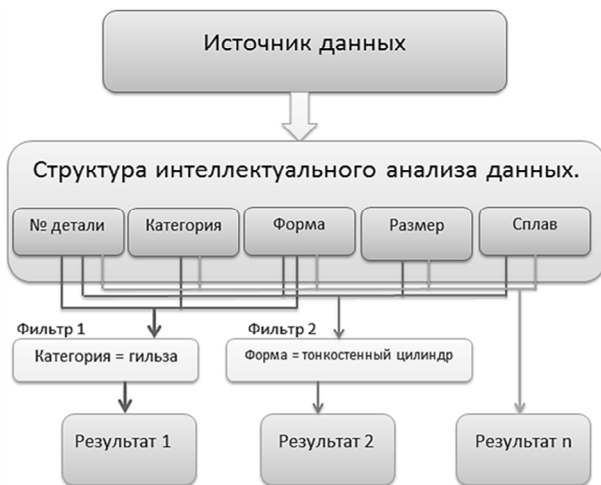 Источник данных
Структура интеллектуального анализа данных.
№ детали
Категория
Форма
Размер
Сплав
Фильтр 1
Фильтр 2
Категория = гильза
Форма = тонкостенный цилиндр
Результат 1
Результат 2
Результат n